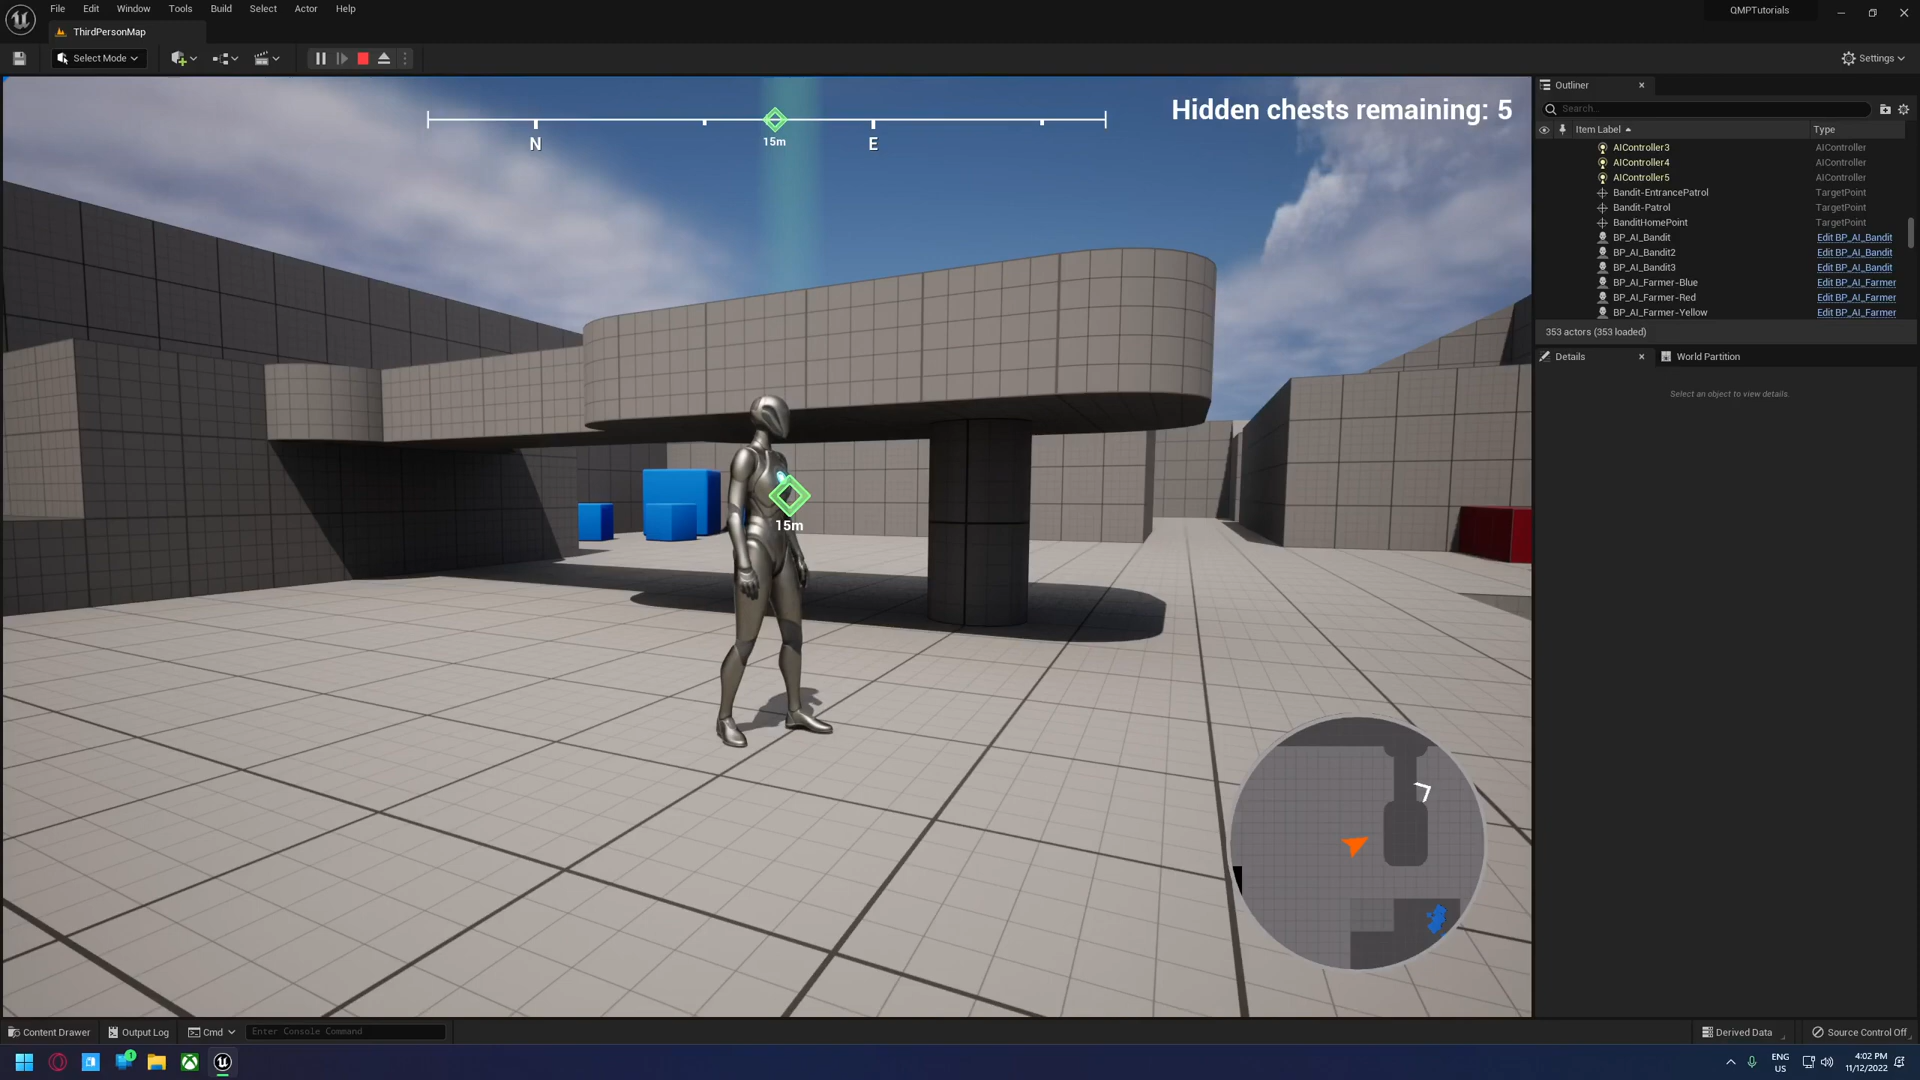 File Edit Window Tools Build Select Actor Help
QMPTutorials
ThirdPersonMap
Select Mode
Settings
Hidden chests remaining: 5
15m
N
E
15m
Outliner
Search...
Item Label
Type
AIController3 AIController
AIController4 AIController
AIController5 AIController
Bandit-EntrancePatrol TargetPoint
Bandit-Patrol TargetPoint
BanditHomePoint TargetPoint
BP_AI_Bandit Edit BP_AI_Bandit
BP_AI_Bandit2 Edit BP_AI_Bandit
BP_AI_Bandit3 Edit BP_AI_Bandit
BP_AI_Farmer-Blue Edit BP_AI_Farmer
BP_AI_Farmer-Red Edit BP_AI_Farmer
BP_AI_Farmer-Yellow Edit BP_AI_Farmer
353 actors (353 loaded)
Details
World Partition
Select an object to view details.
Content Drawer
Output Log
Cmd
Enter Console Command
Derived Data
Source Control Off
1
ENG
US
4:02 PM
11/12/2022